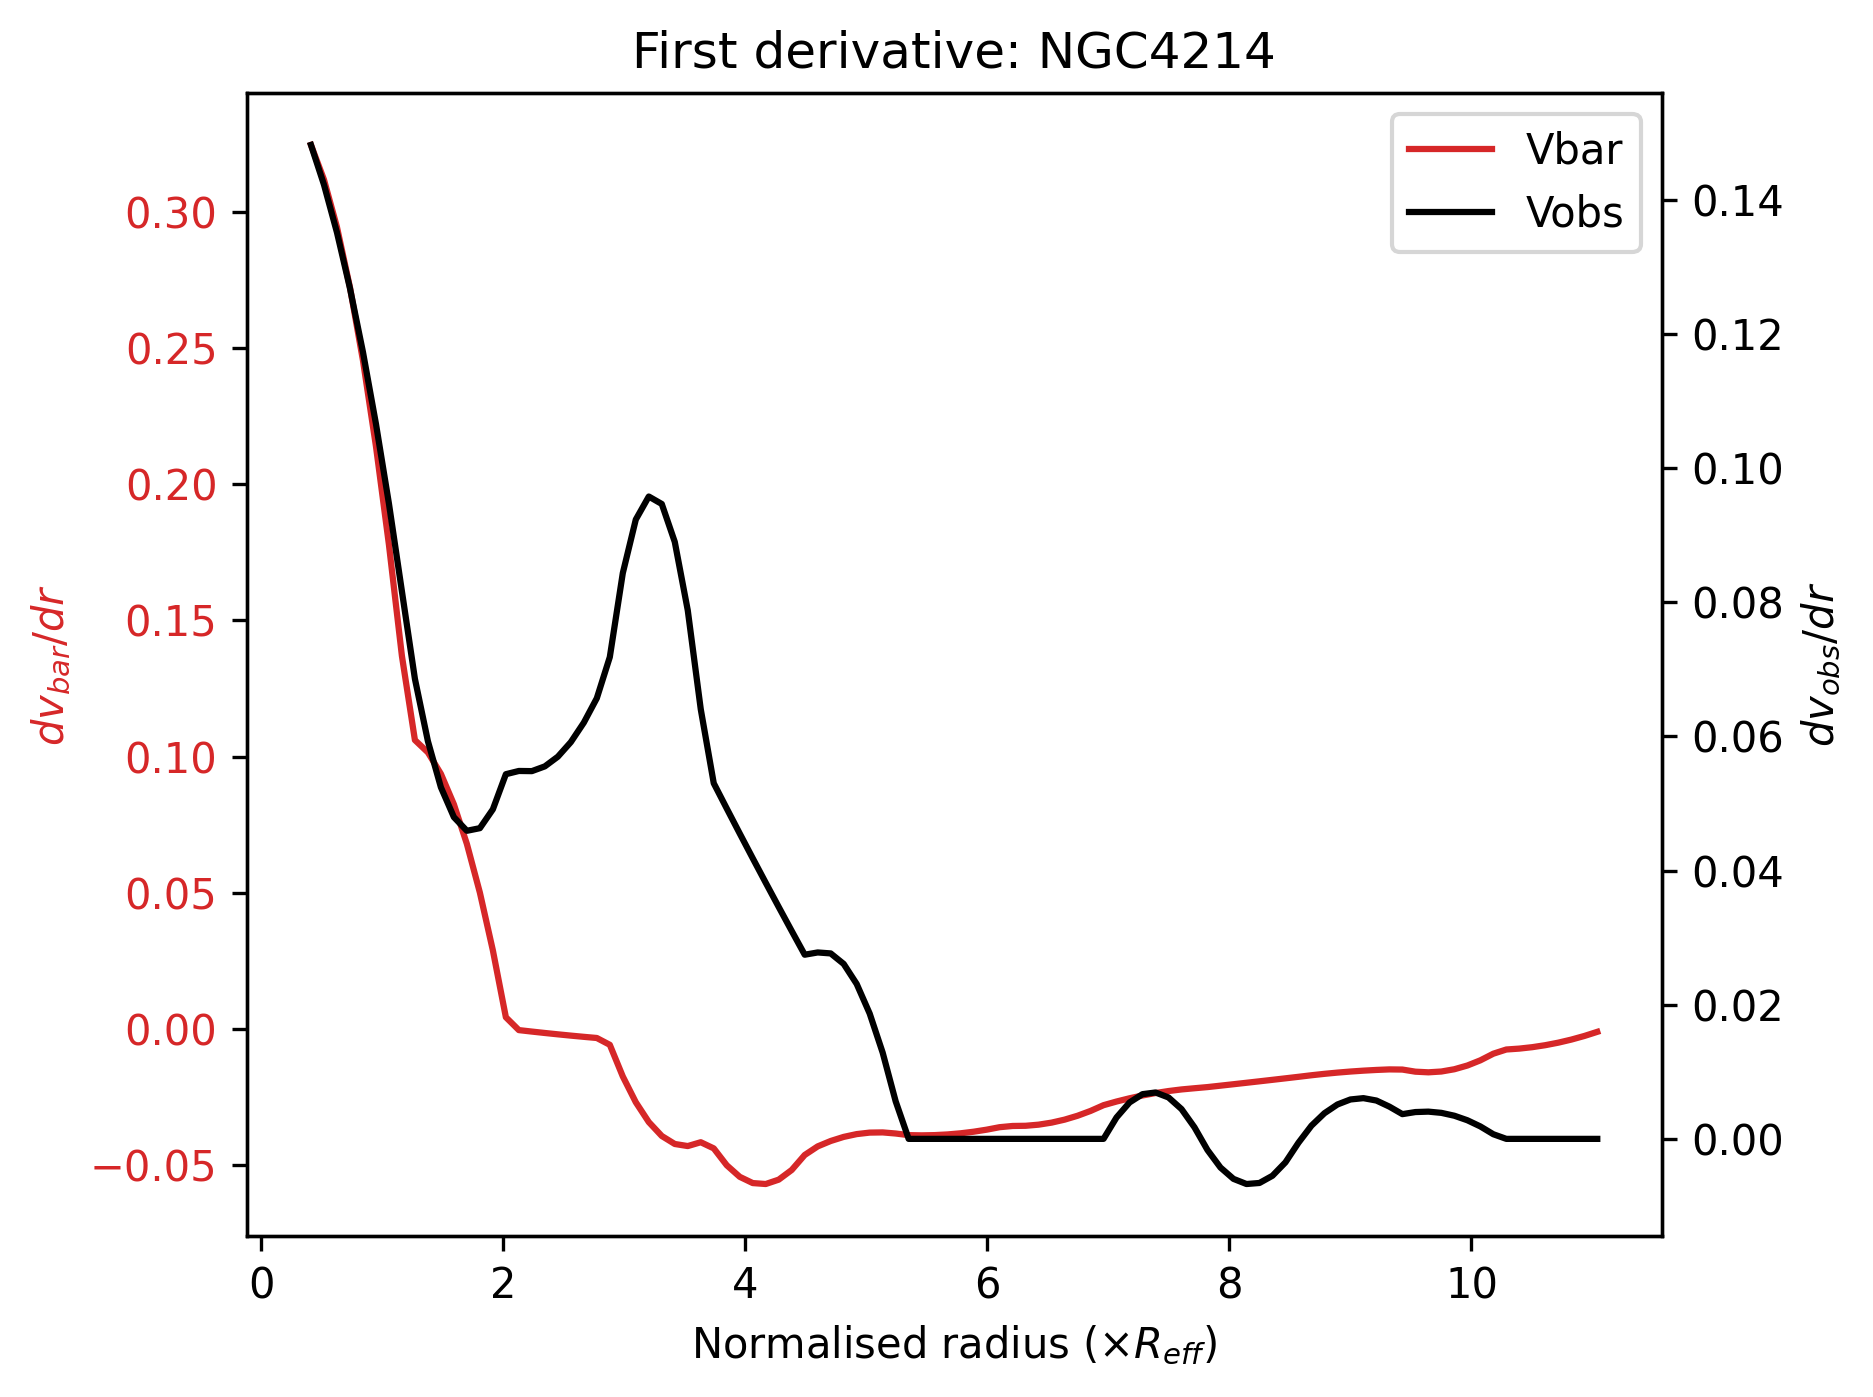 First derivative: NGC4214
Vbar
Vobs
0.30
0.25
0.20
0.15
0.10
0.05
0.00
−0.05
dv_bar/dr
0.14
0.12
0.10
0.08
0.06
0.04
0.02
0.00
dv_obs/dr
0 2 4 6 8 10
Normalised radius (×R_eff)